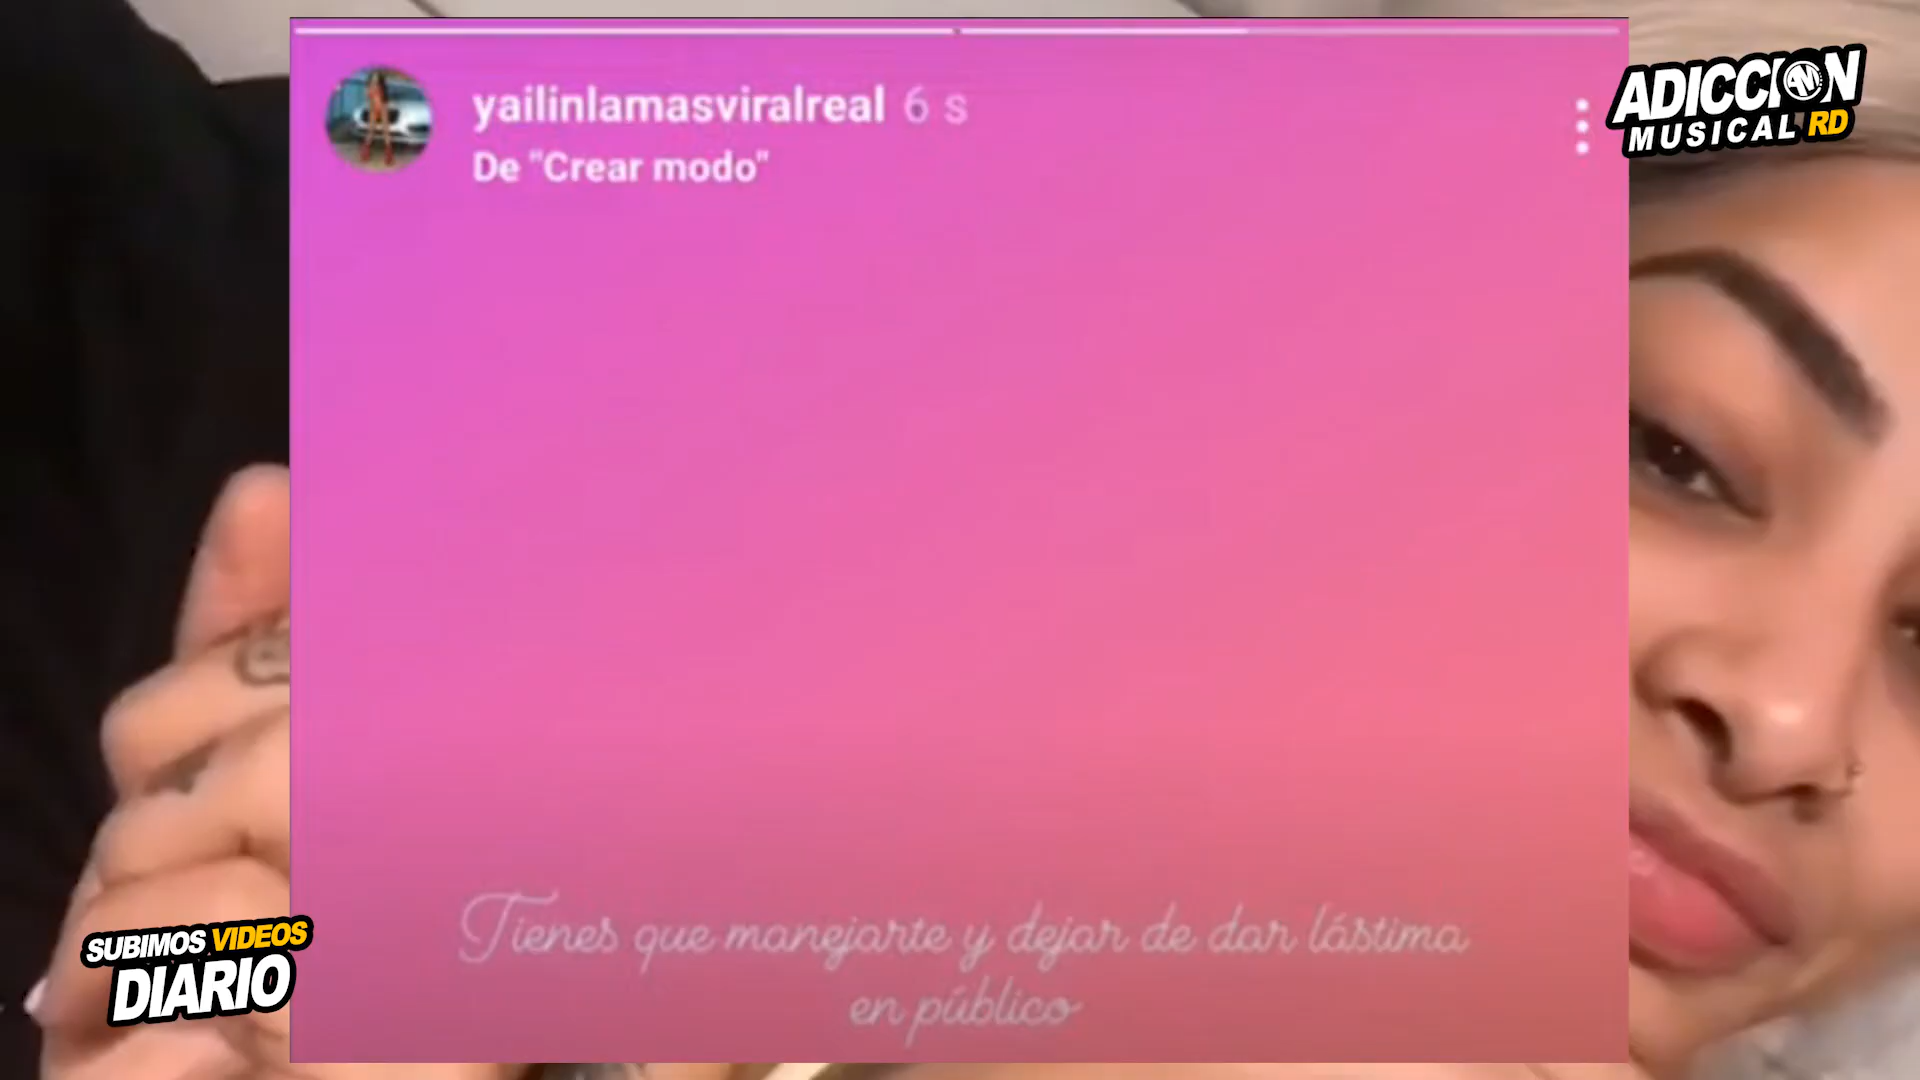 yailinlamasviralreal 6 s
De "Crear modo"
ADICCION
MUSICAL RD
Tienes que manejarte y dejar de dar lástima
en público
SUBIMOS VIDEOS
DIARIO